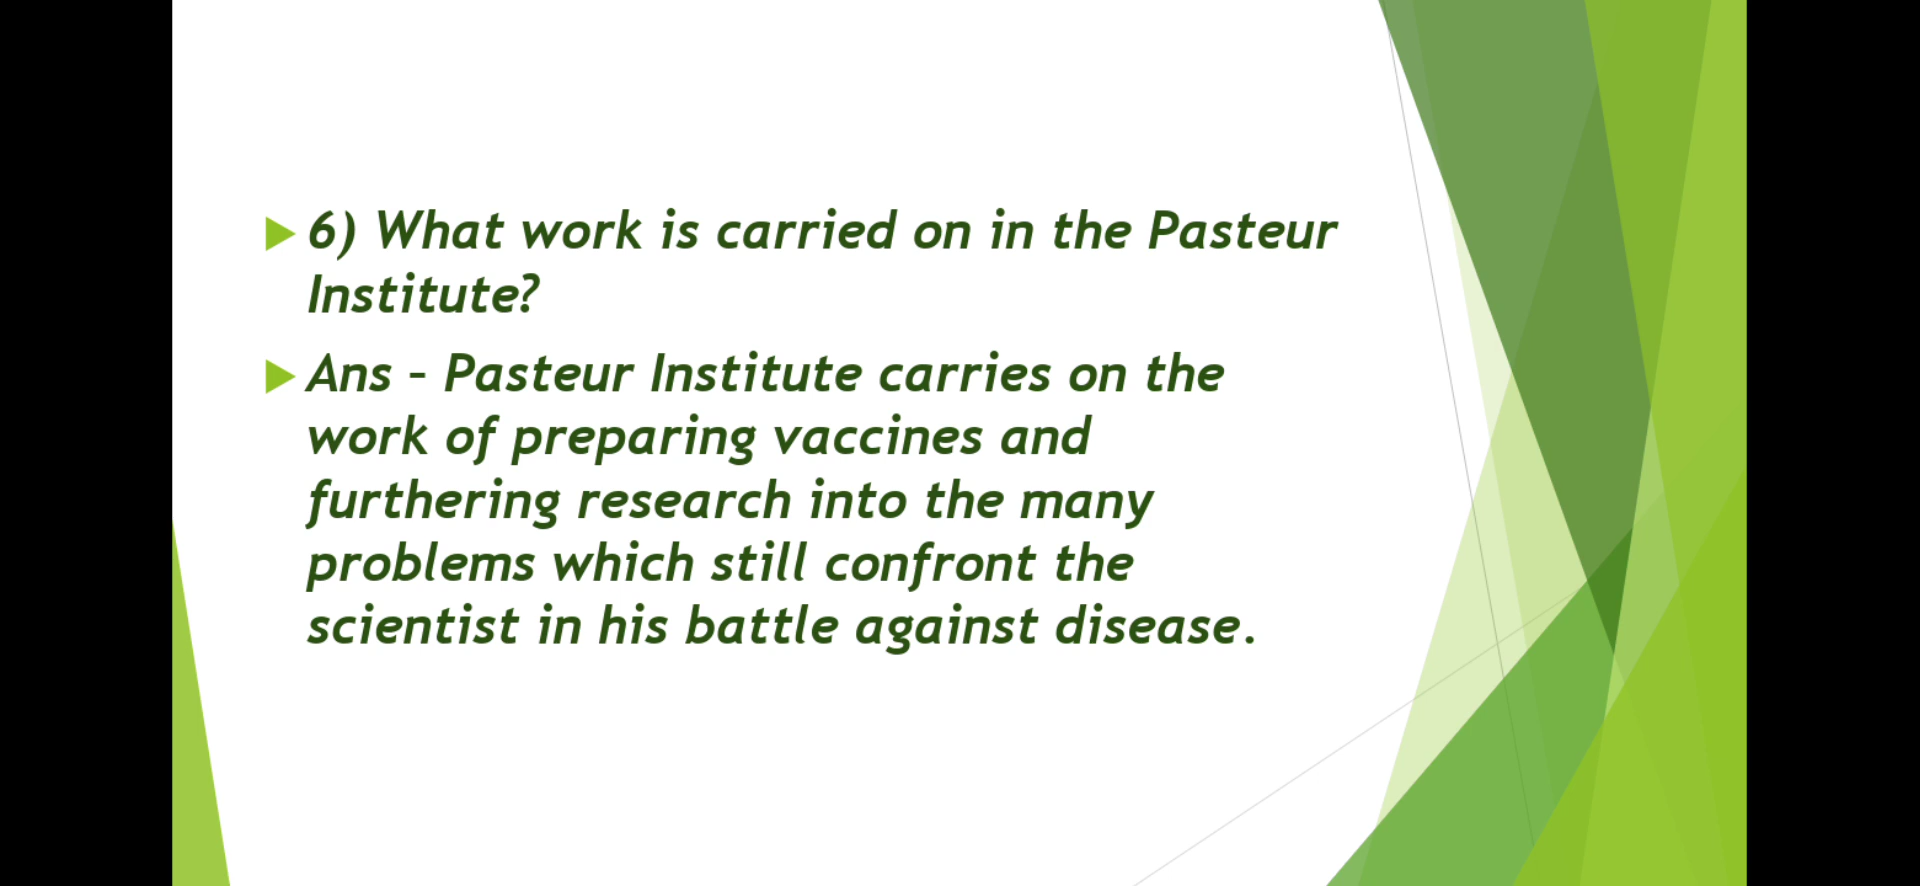 6) What work is carried on in the Pasteur
Institute?
Ans – Pasteur Institute carries on the
work of preparing vaccines and
furthering research into the many
problems which still confront the
scientist in his battle against disease.